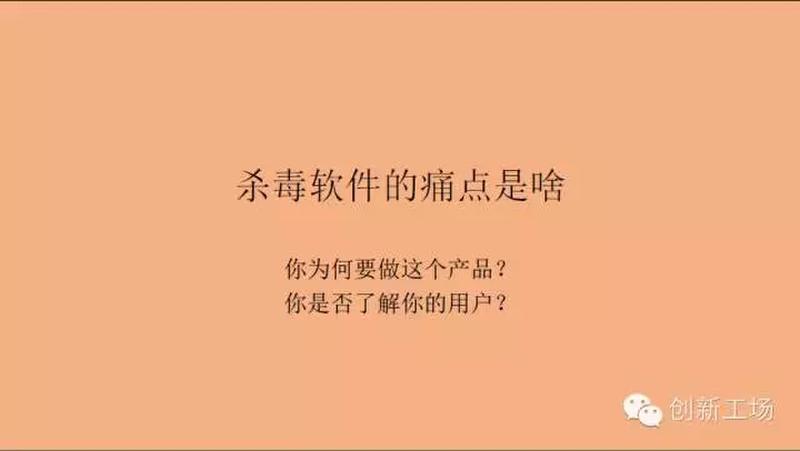 杀毒软件的痛点是啥
你为何要做这个产品？
你是否了解你的用户？
创新工场